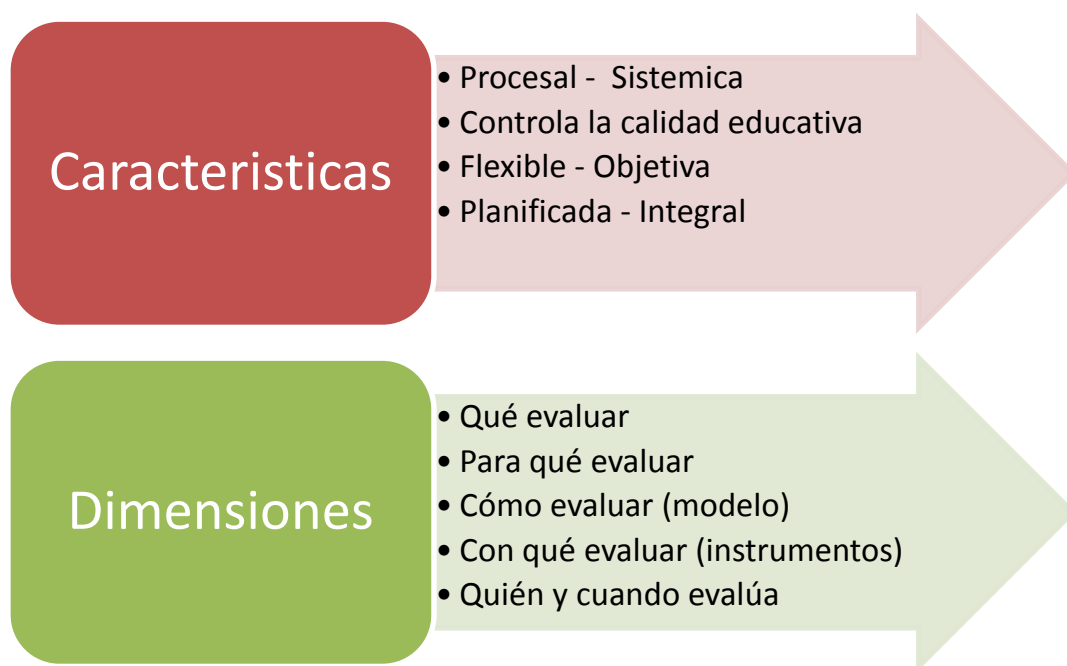 Caracteristicas
• Procesal -  Sistemica
• Controla la calidad educativa
• Flexible - Objetiva
• Planificada - Integral
Dimensiones
• Qué evaluar
• Para qué evaluar
• Cómo evaluar (modelo)
• Con qué evaluar (instrumentos)
• Quién y cuando evalúa